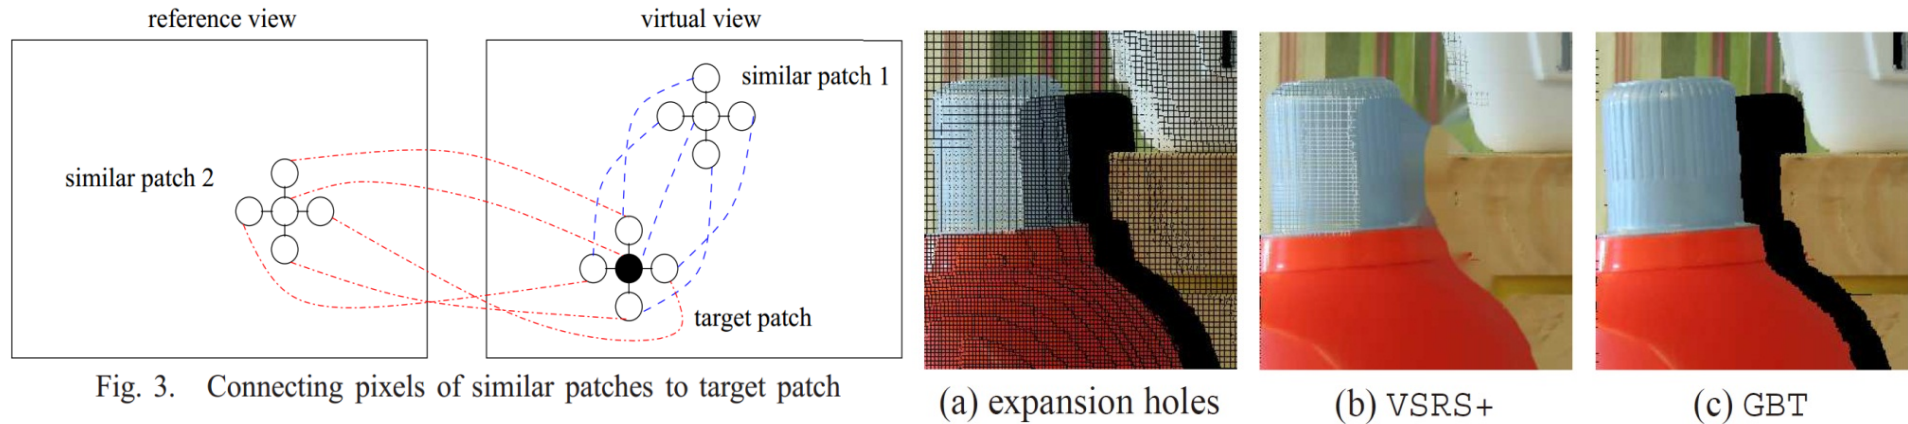 reference view
virtual view
similar patch 1
similar patch 2
target patch
Fig. 3. Connecting pixels of similar patches to target patch
(a) expansion holes
(b) VSRS+
(c) GBT